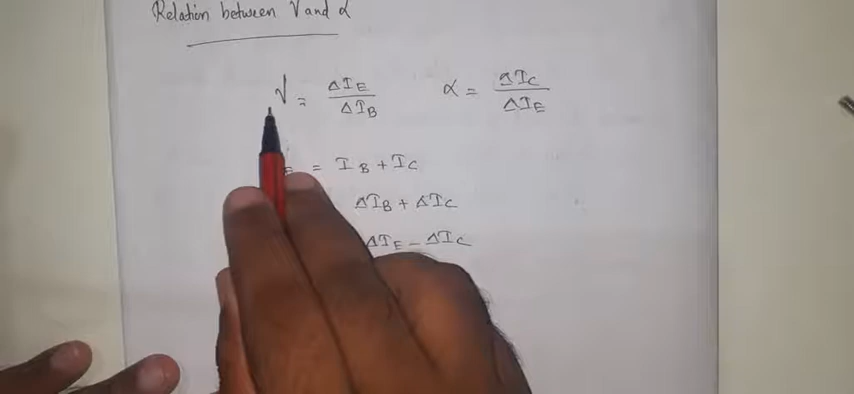 Relation between γ and α
γ = ΔI_E / ΔI_B    α = ΔI_C / ΔI_E
= I_B + I_C
ΔI_B + ΔI_C
ΔI_E - ΔI_C